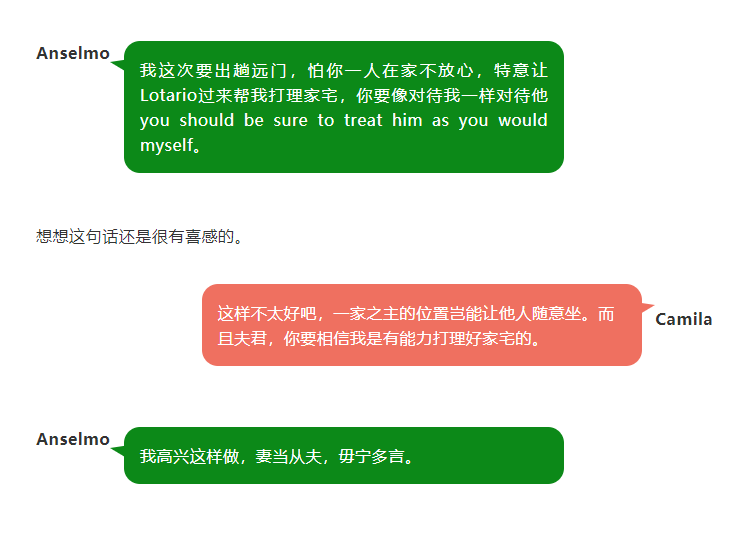 Anselmo
我这次要出趟远门，怕你一人在家不放心，特意让
Lotario过来帮我打理家宅，你要像对待我一样对待他
you should be sure to treat him as you would
myself。
想想这句话还是很有喜感的。
这样不太好吧，一家之主的位置岂能让他人随意坐。而
且夫君，你要相信我是有能力打理好家宅的。
Camila
Anselmo
我高兴这样做，妻当从夫，毋宁多言。